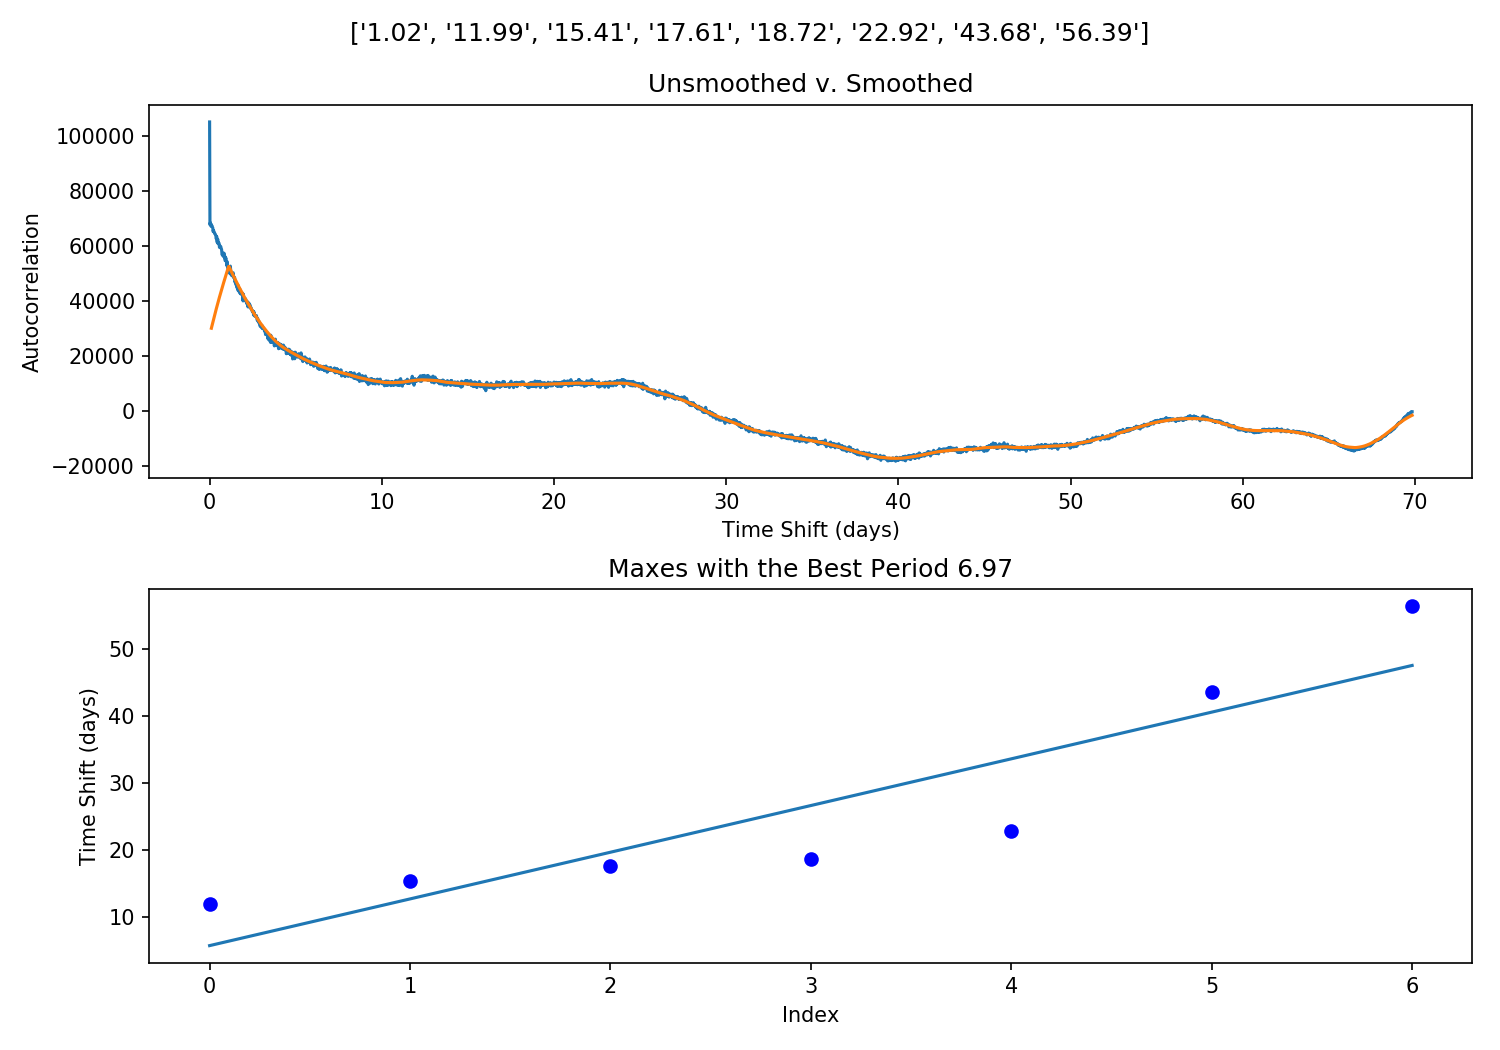 ['1.02', '11.99', '15.41', '17.61', '18.72', '22.92', '43.68', '56.39']
Unsmoothed v. Smoothed
100000
80000
60000
40000
20000
0
−20000
Autocorrelation
0 10 20 30 40 50 60 70
Time Shift (days)
Maxes with the Best Period 6.97
50
40
30
20
10
Time Shift (days)
0 1 2 3 4 5 6
Index